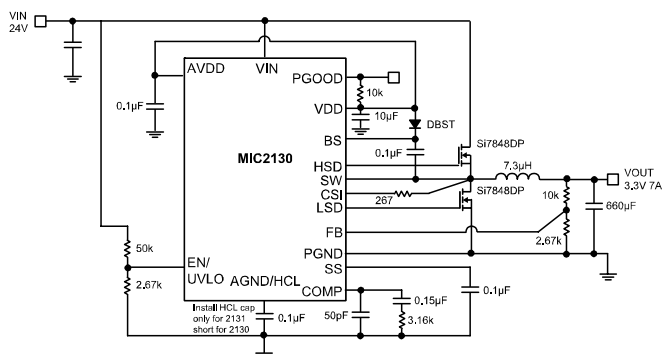 VIN
24V
AVDD
VIN
PGOOD
10k
0.1µF
VDD
10µF
DBST
BS
0.1µF
Si7848DP
MIC2130
HSD
SW
7.3µH
VOUT
3.3V 7A
CSI
267
Si7848DP
10k
LSD
660µF
FB
2.67k
50k
PGND
EN/
UVLO
SS
AGND/HCL
COMP
2.67k
Install HCL cap
only for 2131
short for 2130
0.1µF
50pF
0.15µF
3.16k
0.1µF